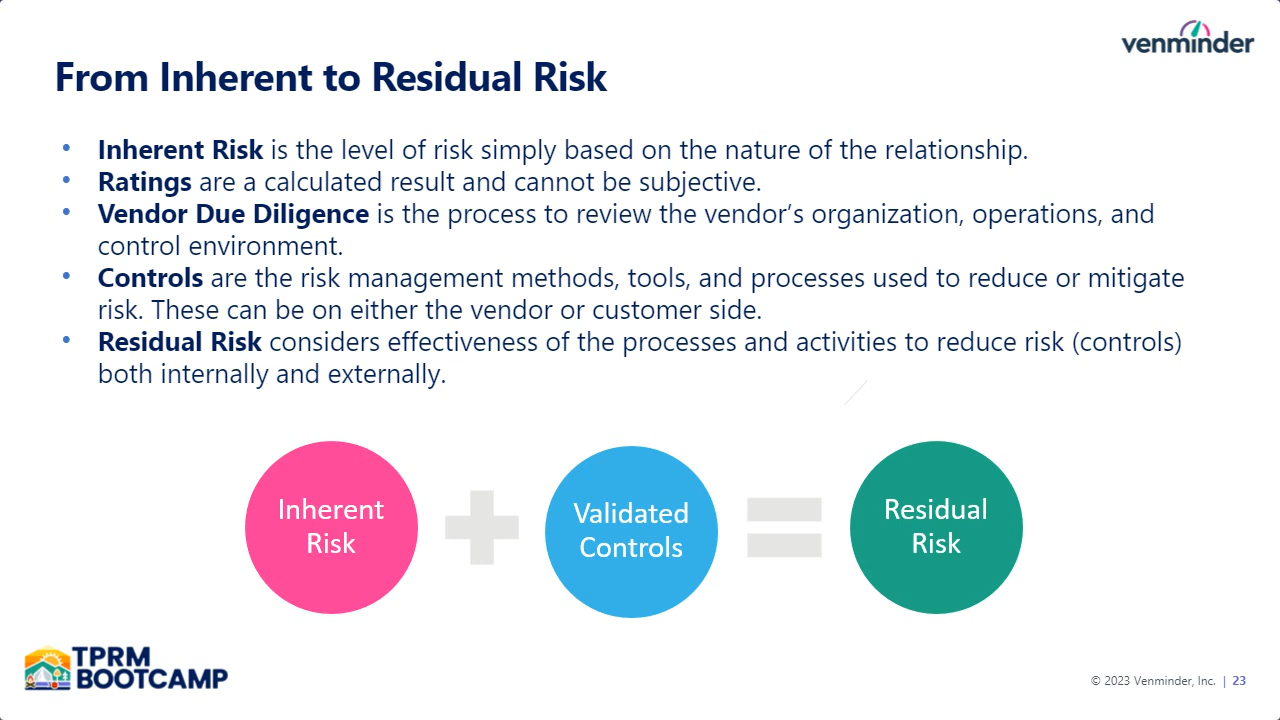 venminder
From Inherent to Residual Risk
• Inherent Risk is the level of risk simply based on the nature of the relationship.
• Ratings are a calculated result and cannot be subjective.
• Vendor Due Diligence is the process to review the vendor’s organization, operations, and
control environment.
• Controls are the risk management methods, tools, and processes used to reduce or mitigate
risk. These can be on either the vendor or customer side.
• Residual Risk considers effectiveness of the processes and activities to reduce risk (controls)
both internally and externally.
Inherent
Risk
Validated
Controls
Residual
Risk
TPRM
BOOTCAMP
© 2023 Venminder, Inc. | 23